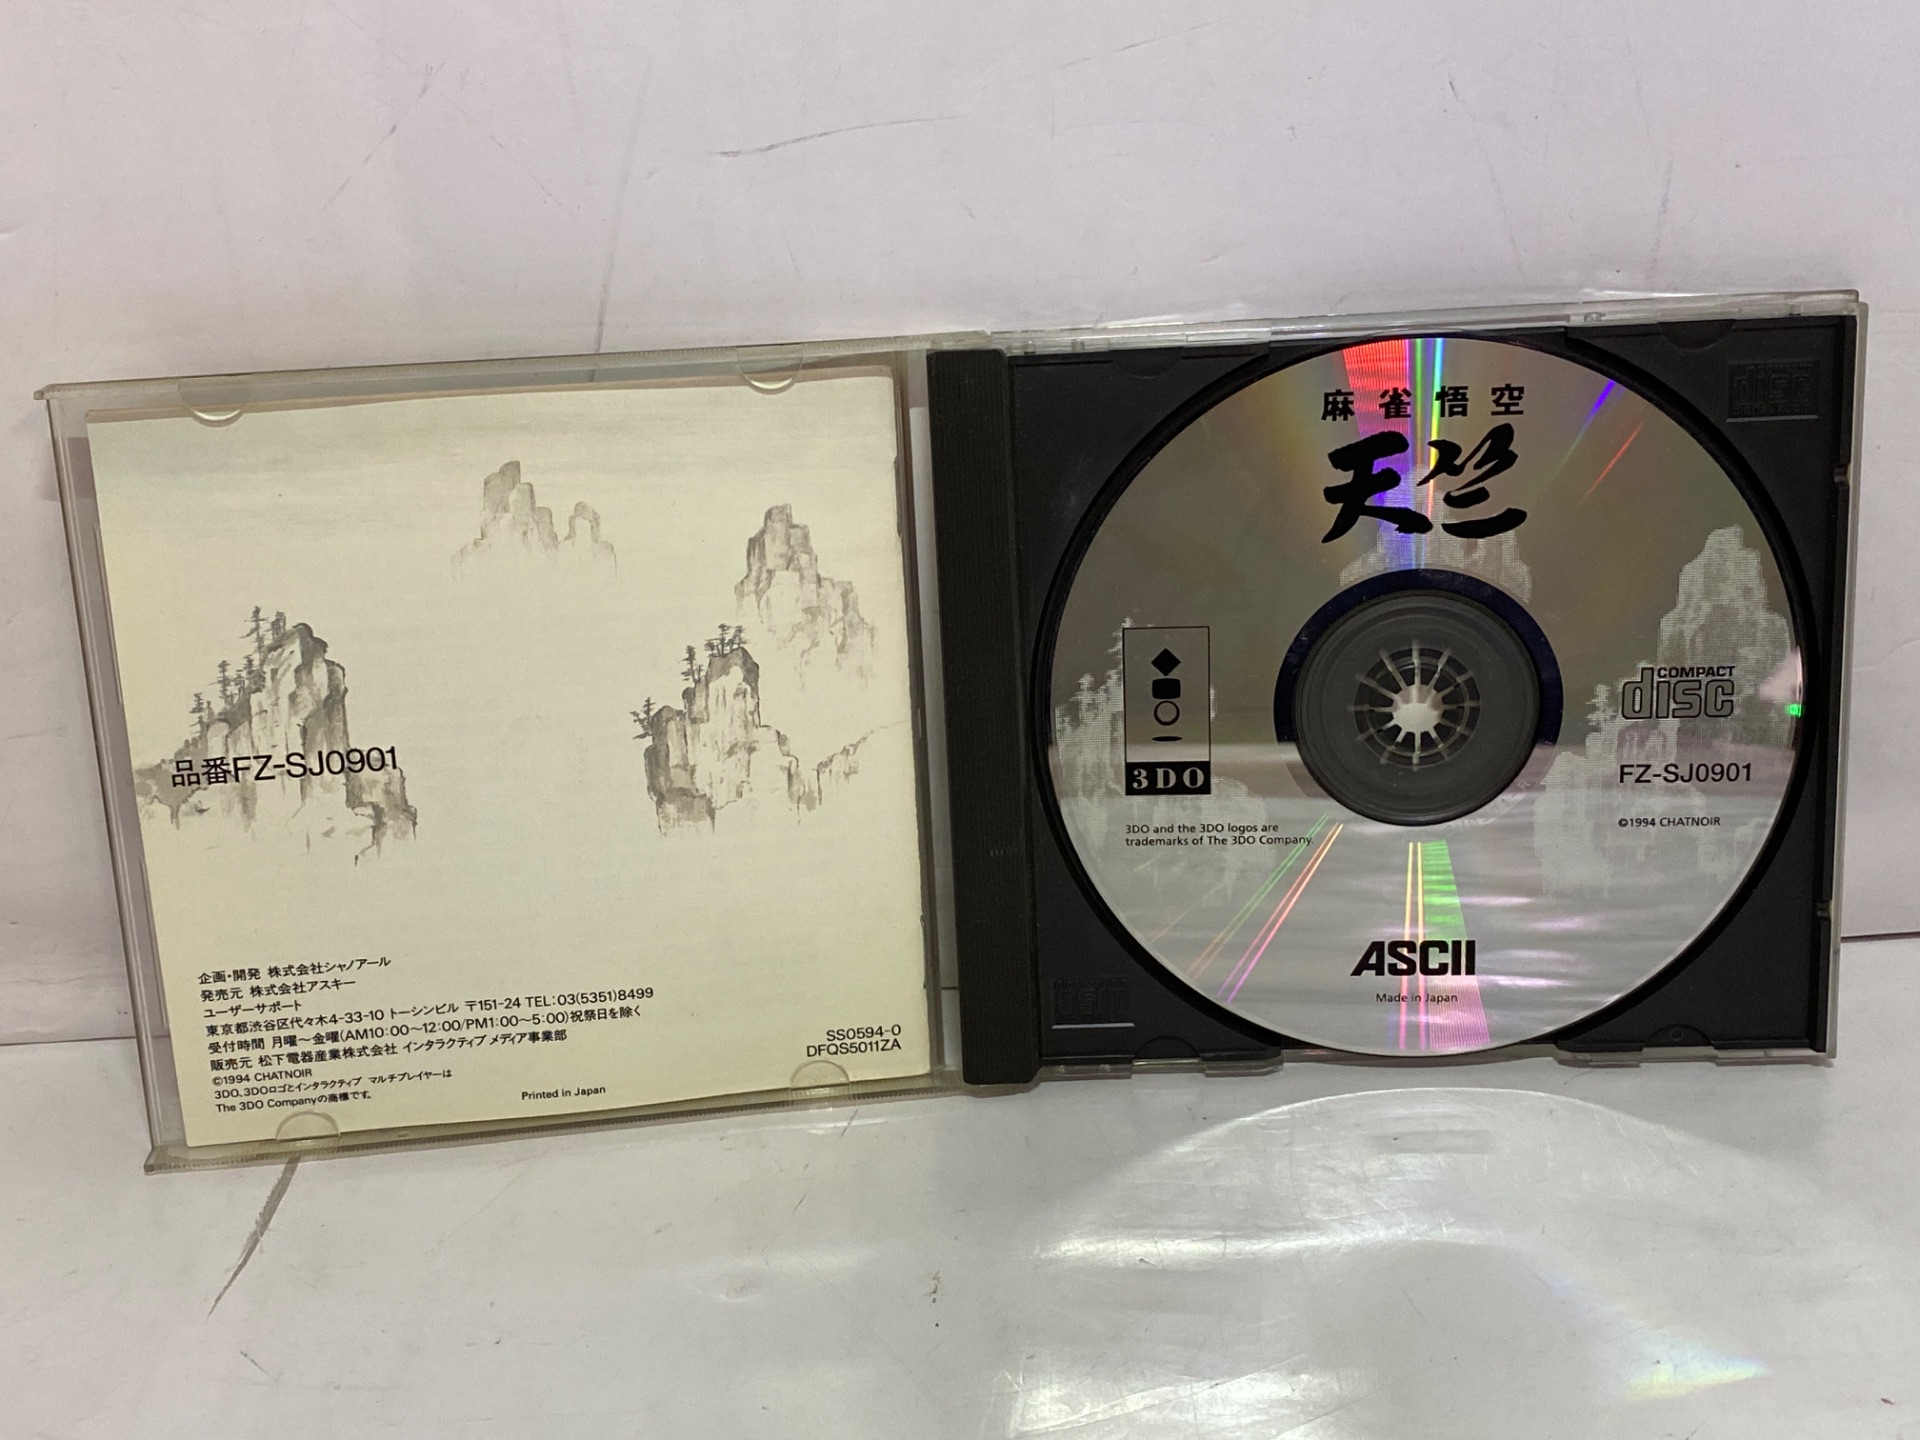 品番FZ-SJ0901
企画・開発 株式会社シャノアール
発売元 株式会社アスキー
ユーザーサポート
東京都渋谷区代々木4-33-10 トーシンビル 〒151-24 TEL:03(5351)8499
受付時間 月曜〜金曜(AM10:00〜12:00/PM1:00〜5:00)祝祭日を除く
販売元 松下電器産業株式会社 インタラクティブ メディア事業部
©1994 CHATNOIR
3DO、3DOロゴとインタラクティブ マルチプレイヤーは
The 3DO Companyの商標です。
Printed in Japan
SS0594-0
DFQS5011ZA
麻雀悟空
天竺
3DO
3DO and the 3DO logos are
trademarks of The 3DO Company.
COMPACT
disc
FZ-SJ0901
©1994 CHATNOIR
ASCII
Made in Japan
disc